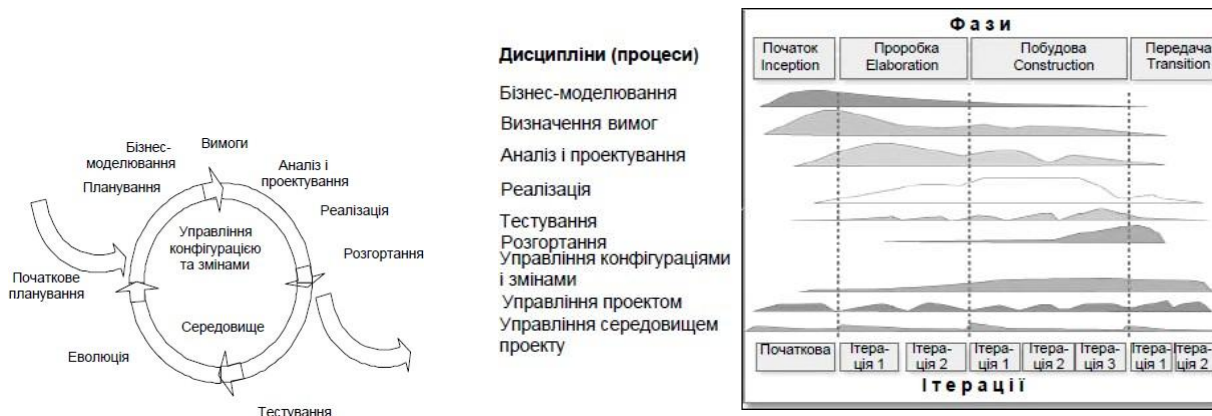 Вимоги
Бізнес-
моделювання
Планування
Аналіз і
проектування
Реалізація
Управління
конфігурацією
та змінами
Розгортання
Початкове
планування
Середовище
Еволюція
Тестування
Дисципліни (процеси)
Бізнес-моделювання
Визначення вимог
Аналіз і проектування
Реалізація
Тестування
Розгортання
Управління конфігураціями
і змінами
Управління проектом
Управління середовищем
проекту
Фази
Початок
Inception
Проробка
Elaboration
Побудова
Construction
Передача
Transition
Початкова
Ітера-
ція 1
Ітера-
ція 2
Ітера-
ція 1
Ітера-
ція 2
Ітера-
ція 3
Ітера-
ція 1
Ітера-
ція 2
Ітерації